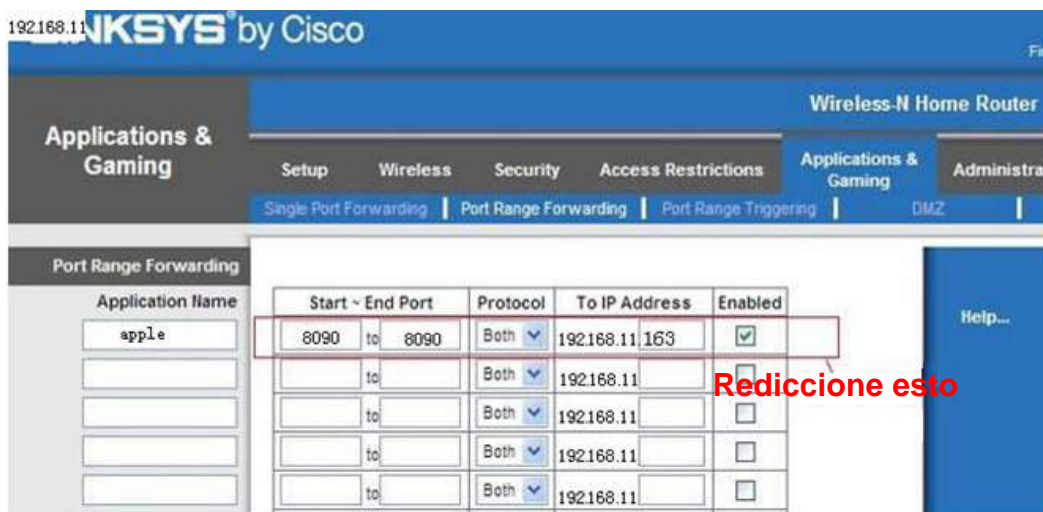 192.168.11
LINKSYS® by Cisco
Wireless-N Home Router
Applications & Gaming
Setup Wireless Security Access Restrictions Applications & Gaming
Single Port Forwarding | Port Range Forwarding | Port Range Triggering | DMZ |
Port Range Forwarding
Application Name Start ~ End Port Protocol To IP Address Enabled
Help...
apple 8090 to 8090 Both 192.168.11.163
to Both 192.168.11
Rediccione esto
to Both 192.168.11
to Both 192.168.11
to Both 192.168.11